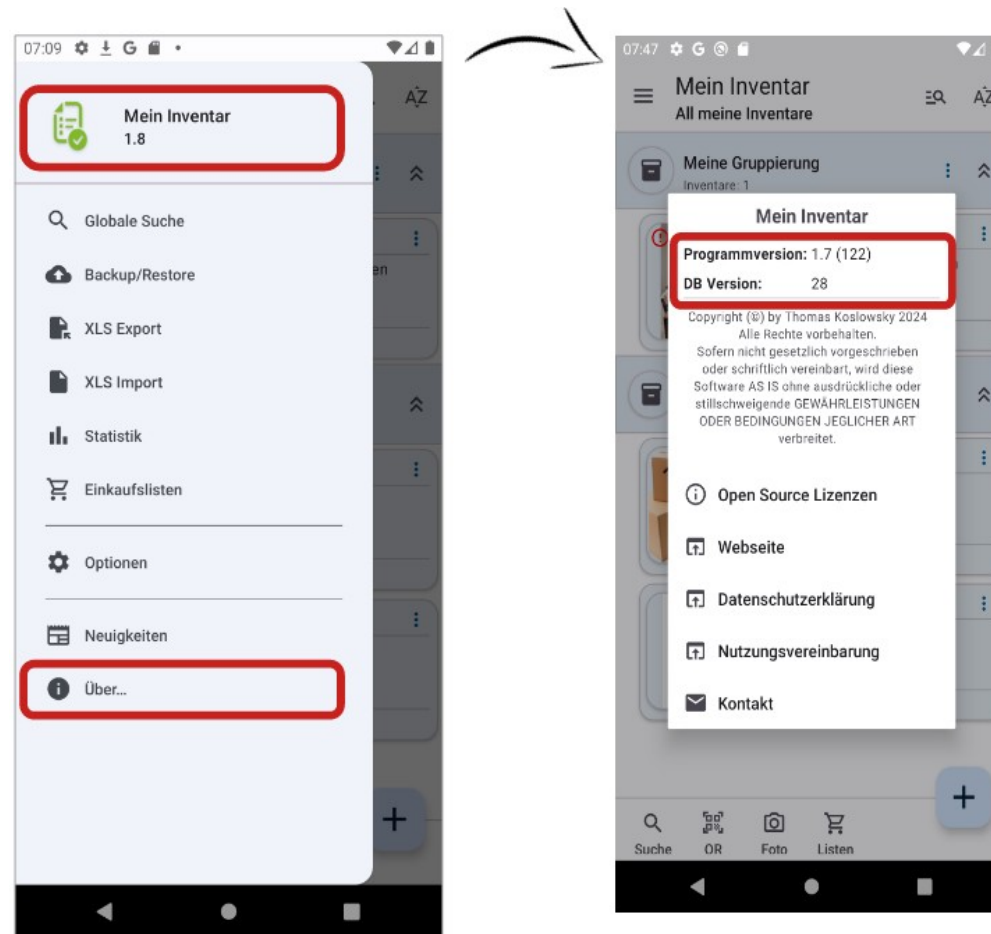 07:09
Mein Inventar
1.8
AZ
Globale Suche
Backup/Restore
en
XLS Export
XLS Import
Statistik
Einkaufslisten
Optionen
Neuigkeiten
Über...
07:47
Mein Inventar
All meine Inventare
AZ
Meine Gruppierung
Inventare: 1
Mein Inventar
Programmversion: 1.7 (122)
DB Version: 28
Copyright (©) by Thomas Koslowsky 2024
Alle Rechte vorbehalten.
Sofern nicht gesetzlich vorgeschrieben
oder schriftlich vereinbart, wird diese
Software AS IS ohne ausdrückliche oder
stillschweigende GEWÄHRLEISTUNGEN
ODER BEDINGUNGEN JEGLICHER ART
verbreitet.
Open Source Lizenzen
Webseite
Datenschutzerklärung
Nutzungsvereinbarung
Kontakt
Suche QR Foto Listen